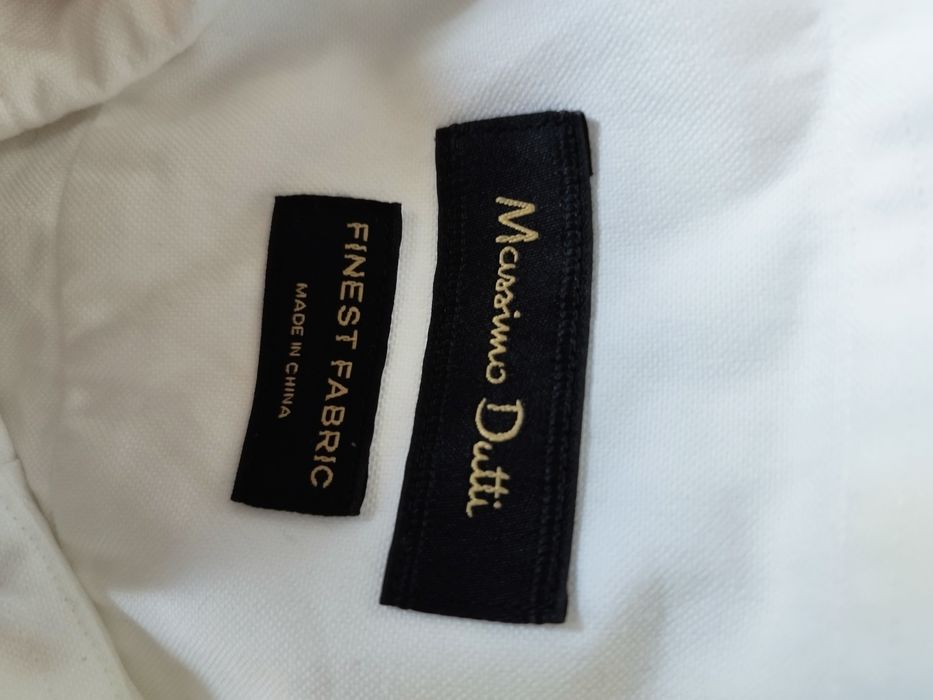 Massimo Dutti
FINEST FABRIC
MADE IN CHINA